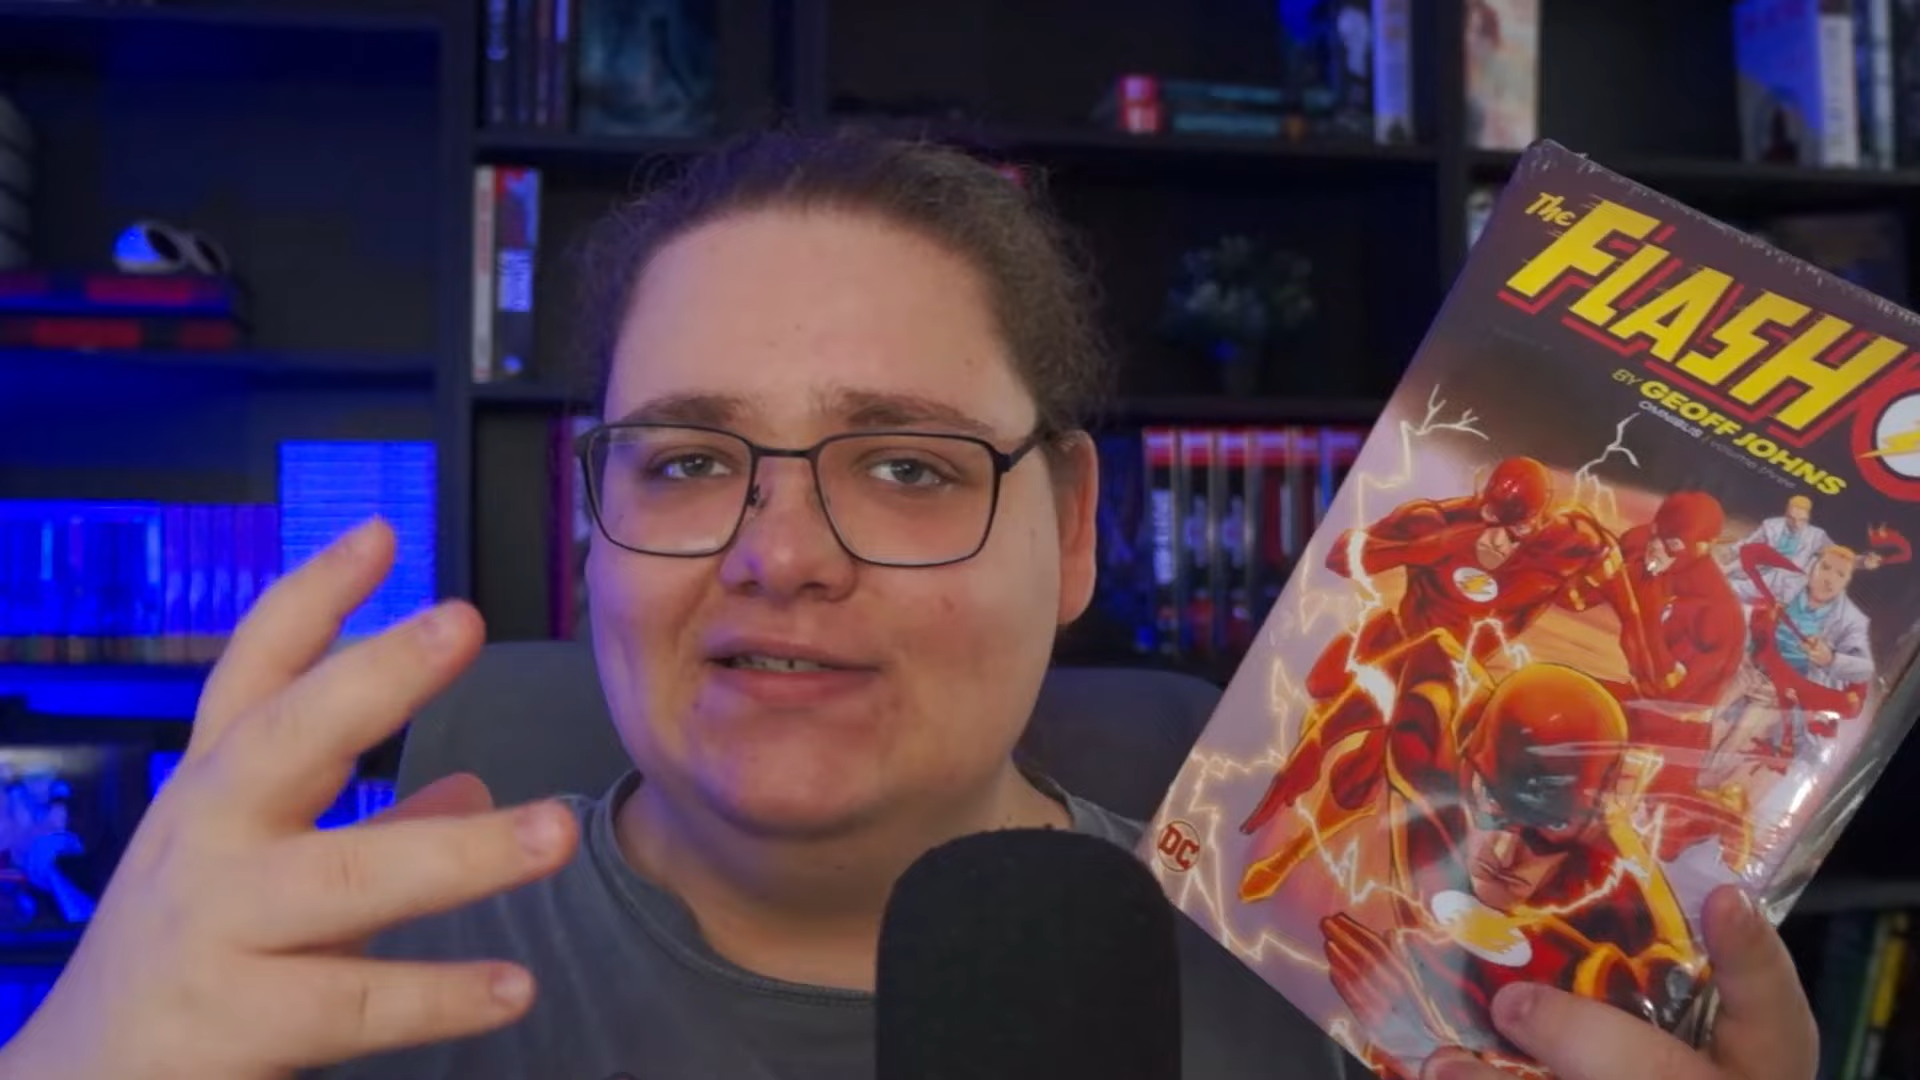 The
FLASH
BY GEOFF JOHNS
OMNIBUS / volume three
DC